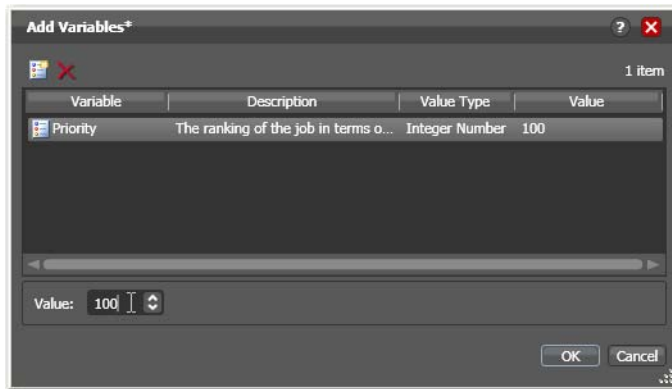 Add Variables*
?
1 item
Variable Description Value Type Value
Priority The ranking of the job in terms o... Integer Number 100
Value: 100
OK Cancel